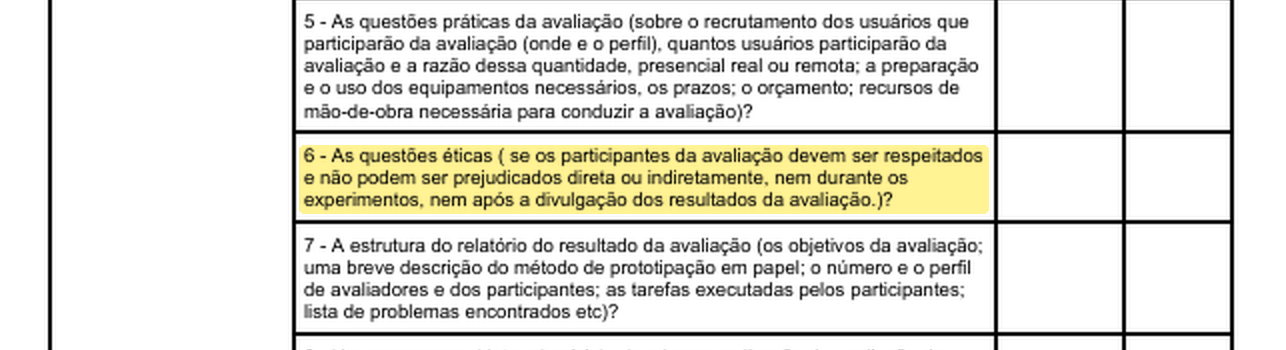 5 - As questões práticas da avaliação (sobre o recrutamento dos usuários que
participarão da avaliação (onde e o perfil), quantos usuários participarão da
avaliação e a razão dessa quantidade, presencial real ou remota; a preparação
e o uso dos equipamentos necessários, os prazos; o orçamento; recursos de
mão-de-obra necessária para conduzir a avaliação)?
6 - As questões éticas ( se os participantes da avaliação devem ser respeitados
e não podem ser prejudicados direta ou indiretamente, nem durante os
experimentos, nem após a divulgação dos resultados da avaliação.)?
7 - A estrutura do relatório do resultado da avaliação (os objetivos da avaliação;
uma breve descrição do método de prototipação em papel; o número e o perfil
de avaliadores e dos participantes; as tarefas executadas pelos participantes;
lista de problemas encontrados etc)?